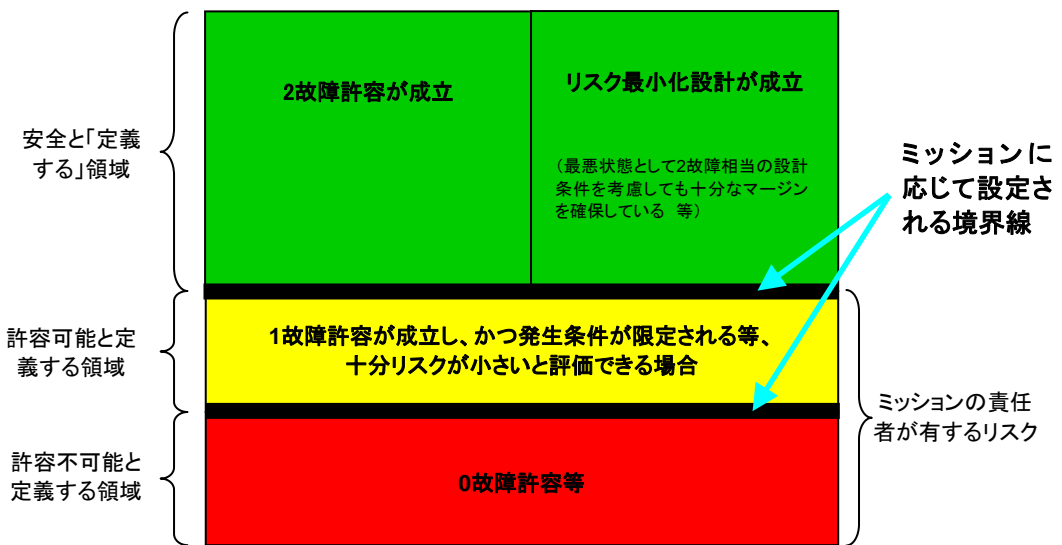 安全と「定義
する」領域
2故障許容が成立
リスク最小化設計が成立
（最悪状態として2故障相当の設計
条件を考慮しても十分なマージン
を確保している 等）
ミッションに
応じて設定さ
れる境界線
許容可能と定
義する領域
1故障許容が成立し、かつ発生条件が限定される等、
十分リスクが小さいと評価できる場合
ミッションの責任
者が有するリスク
許容不可能と
定義する領域
0故障許容等